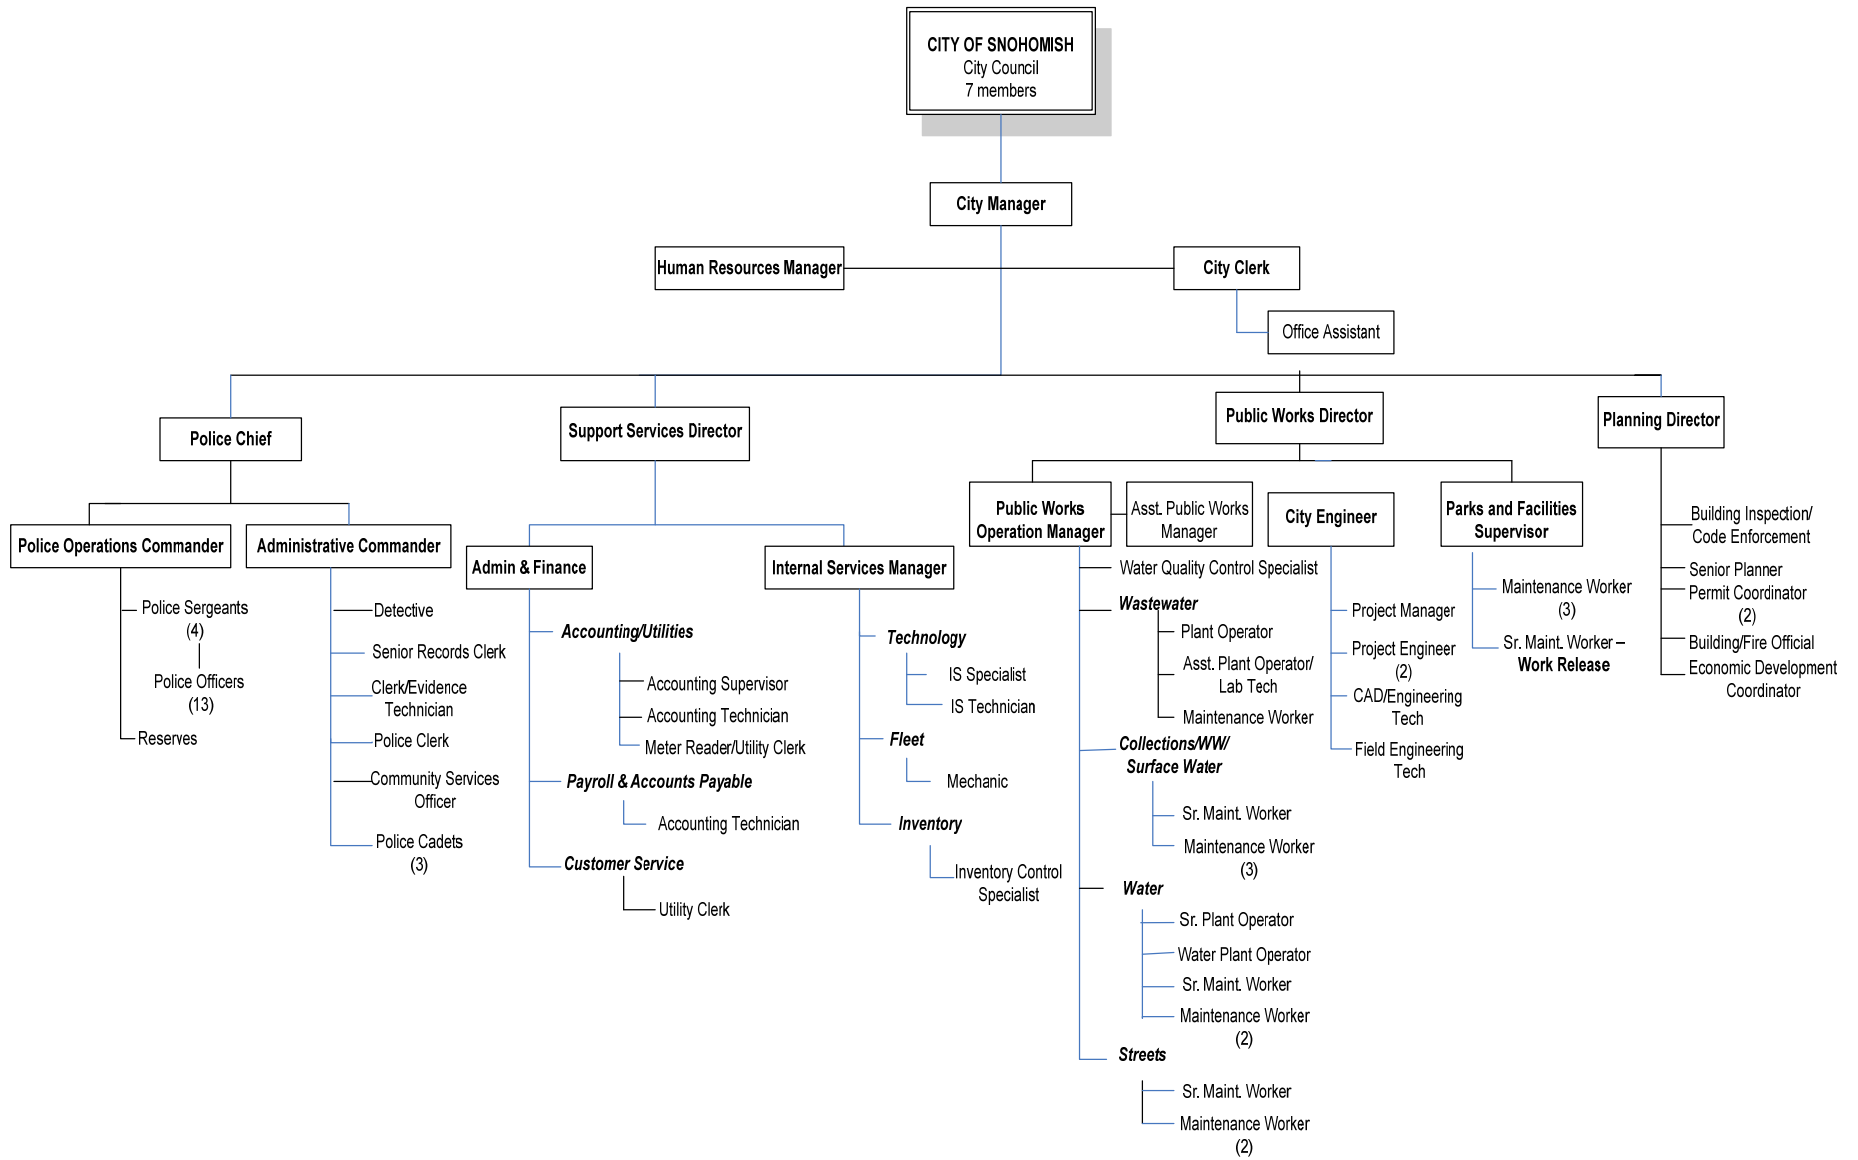 CITY OF SNOHOMISH
City Council
7 members
City Manager
Human Resources Manager
City Clerk
Office Assistant
Police Chief
Support Services Director
Public Works Director
Planning Director
Police Operations Commander
Police Sergeants
(4)
Police Officers
(13)
Reserves
Administrative Commander
Detective
Senior Records Clerk
Clerk/Evidence
Technician
Police Clerk
Community Services
Officer
Police Cadets
(3)
Admin & Finance
Accounting/Utilities
Accounting Supervisor
Accounting Technician
Meter Reader/Utility Clerk
Payroll & Accounts Payable
Accounting Technician
Customer Service
Utility Clerk
Internal Services Manager
Technology
IS Specialist
IS Technician
Fleet
Mechanic
Inventory
Inventory Control
Specialist
Public Works
Operation Manager
Asst. Public Works
Manager
Water Quality Control Specialist
Wastewater
Plant Operator
Asst. Plant Operator/
Lab Tech
Maintenance Worker
Collections/WW/
Surface Water
Sr. Maint. Worker
Maintenance Worker
(3)
Water
Sr. Plant Operator
Water Plant Operator
Sr. Maint. Worker
Maintenance Worker
(2)
Streets
Sr. Maint. Worker
Maintenance Worker
(2)
City Engineer
Project Manager
Project Engineer
(2)
CAD/Engineering
Tech
Field Engineering
Tech
Parks and Facilities
Supervisor
Maintenance Worker
(3)
Sr. Maint. Worker –
Work Release
Building Inspection/
Code Enforcement
Senior Planner
Permit Coordinator
(2)
Building/Fire Official
Economic Development
Coordinator